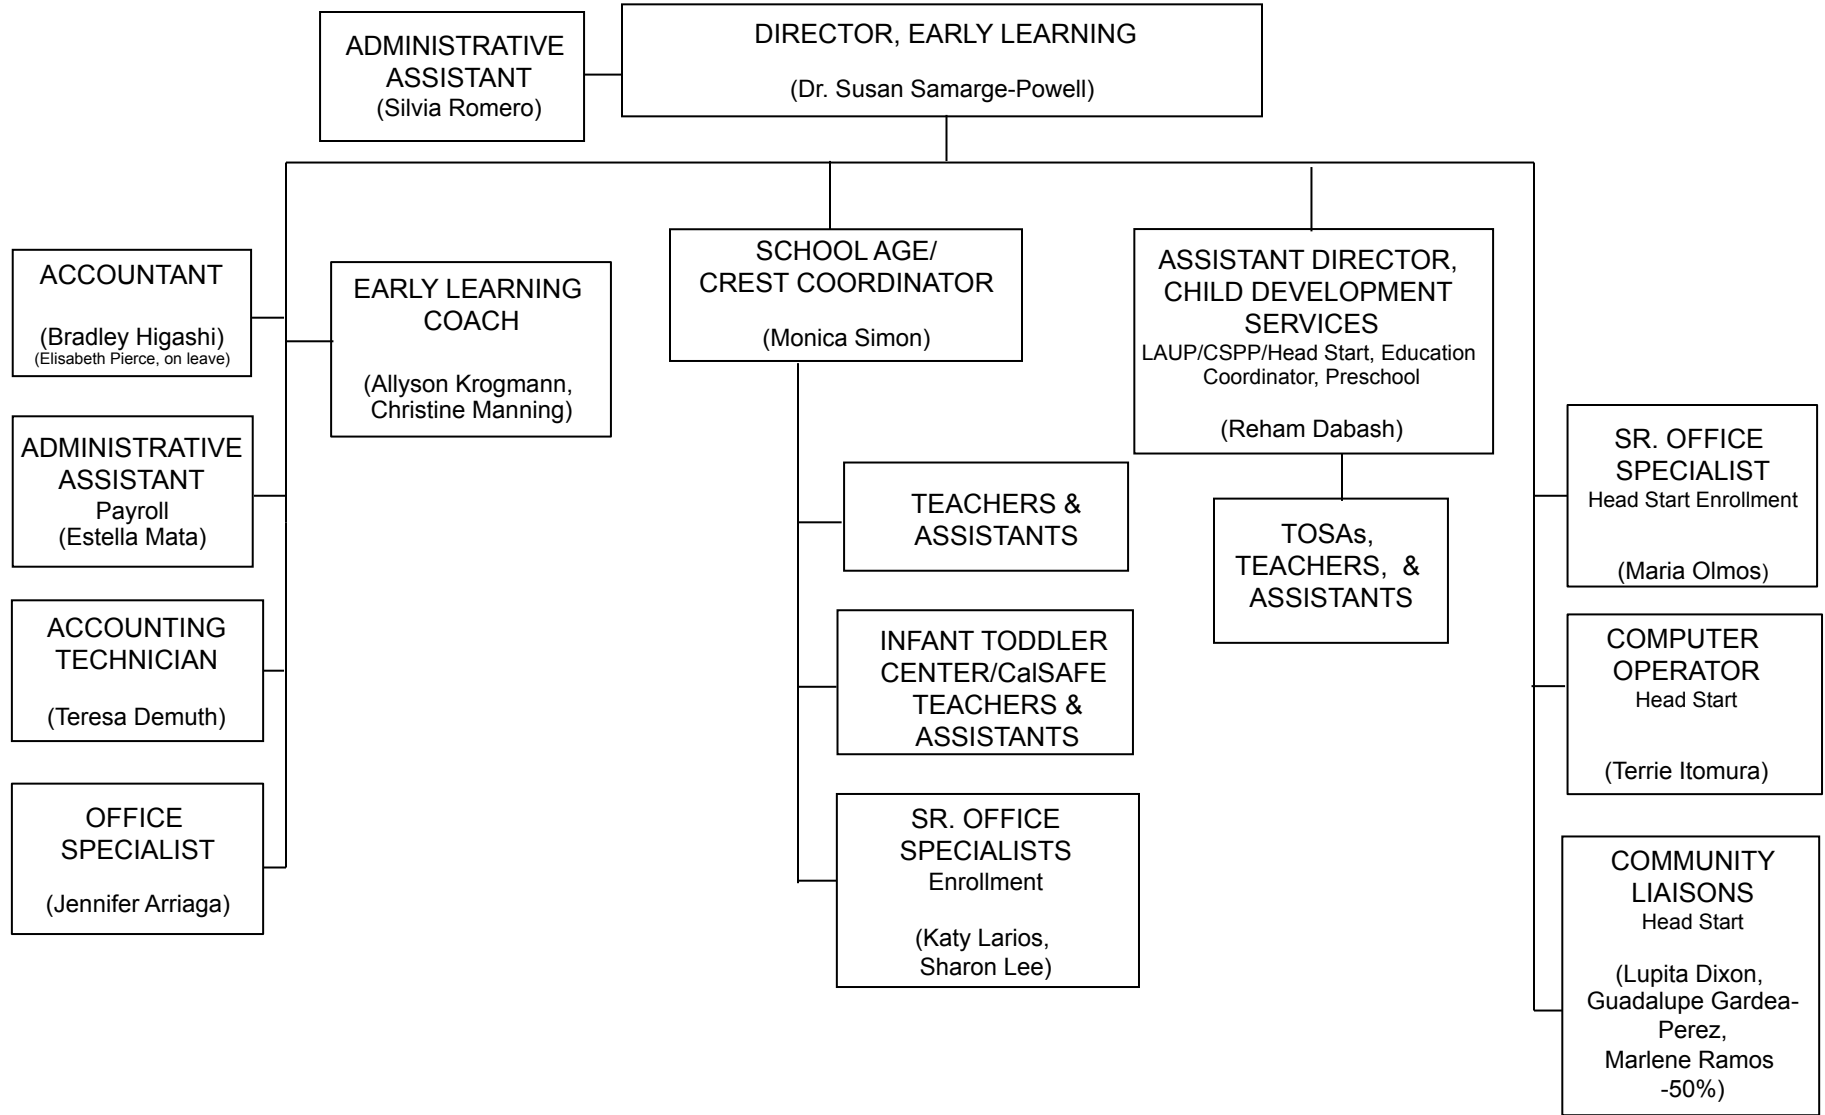 ADMINISTRATIVE
ASSISTANT
(Silvia Romero)
DIRECTOR, EARLY LEARNING
(Dr. Susan Samarge-Powell)
ACCOUNTANT
(Bradley Higashi)
(Elisabeth Pierce, on leave)
ADMINISTRATIVE
ASSISTANT
Payroll
(Estella Mata)
ACCOUNTING
TECHNICIAN
(Teresa Demuth)
OFFICE
SPECIALIST
(Jennifer Arriaga)
EARLY LEARNING
COACH
(Allyson Krogmann,
Christine Manning)
SCHOOL AGE/
CREST COORDINATOR
(Monica Simon)
TEACHERS &
ASSISTANTS
INFANT TODDLER
CENTER/CalSAFE
TEACHERS &
ASSISTANTS
SR. OFFICE
SPECIALISTS
Enrollment
(Katy Larios,
Sharon Lee)
ASSISTANT DIRECTOR,
CHILD DEVELOPMENT
SERVICES
LAUP/CSPP/Head Start, Education
Coordinator, Preschool
(Reham Dabash)
TOSAs,
TEACHERS, &
ASSISTANTS
SR. OFFICE
SPECIALIST
Head Start Enrollment
(Maria Olmos)
COMPUTER
OPERATOR
Head Start
(Terrie Itomura)
COMMUNITY
LIAISONS
Head Start
(Lupita Dixon,
Guadalupe Gardea-
Perez,
Marlene Ramos
-50%)